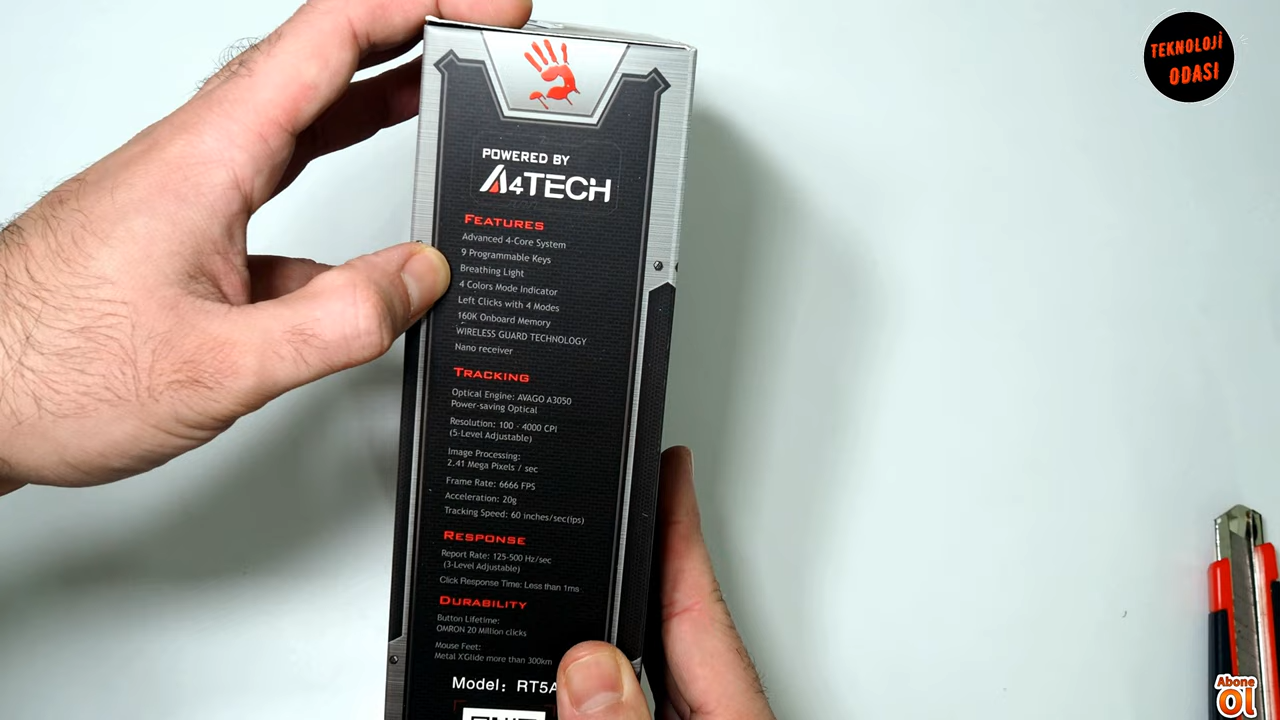 TEKNOLOJİ
ODASI
POWERED BY
A4TECH
FEATURES
Advanced 4-Core System
9 Programmable Keys
Breathing Light
4 Colors Mode Indicator
Left Clicks with 4 Modes
160K Onboard Memory
WIRELESS GUARD TECHNOLOGY
Nano receiver
TRACKING
Optical Engine: AVAGO A3050
Power-saving Optical
Resolution: 100 - 4000 CPI
(5-Level Adjustable)
Image Processing:
2.41 Mega Pixels / sec
Frame Rate: 6666 FPS
Acceleration: 20g
Tracking Speed: 60 inches/sec(ips)
RESPONSE
Report Rate: 125-500 Hz/sec
(3-Level Adjustable)
Click Response Time: Less than 1ms
DURABILITY
Button Lifetime:
OMRON 20 Million clicks
Mouse Feet:
Metal X'Glide more than 300km
Model: RT5A
Abone
Ol